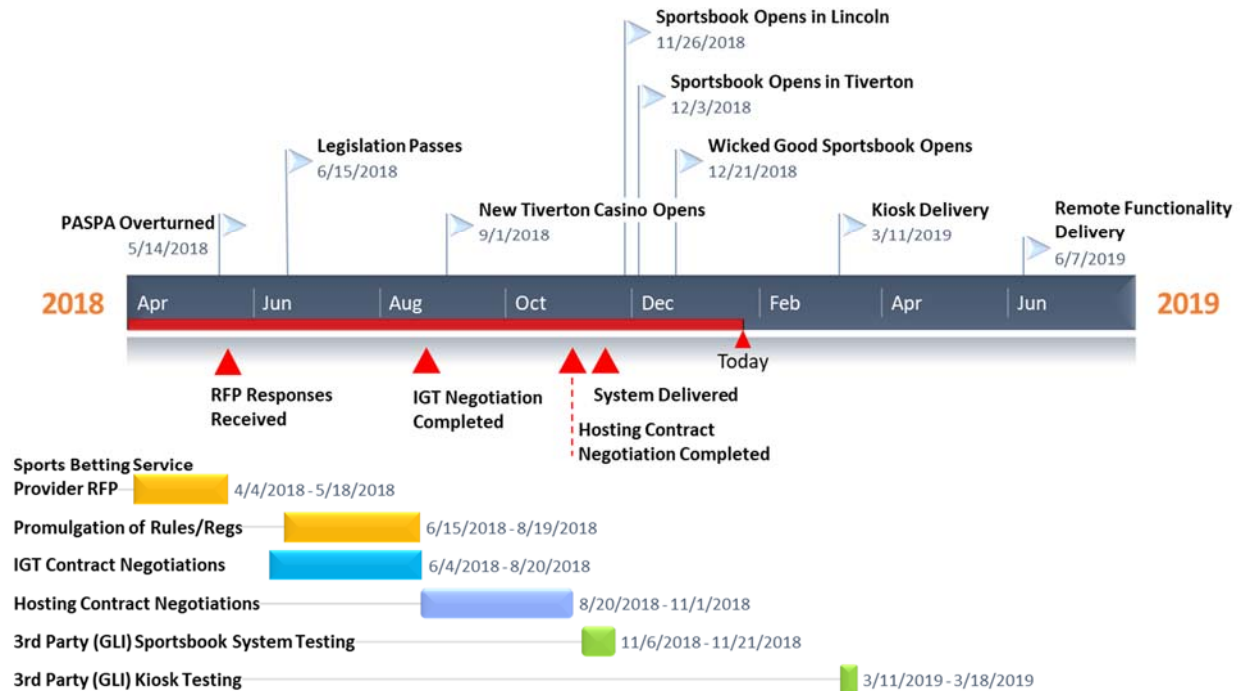 Sportsbook Opens in Lincoln
11/26/2018
Sportsbook Opens in Tiverton
12/3/2018
Legislation Passes
6/15/2018
Wicked Good Sportsbook Opens
12/21/2018
PASPA Overturned
5/14/2018
New Tiverton Casino Opens
9/1/2018
Kiosk Delivery
3/11/2019
Remote Functionality
Delivery
6/7/2019
2018 Apr Jun Aug Oct Dec Feb Apr Jun 2019
Today
RFP Responses
Received
IGT Negotiation
Completed
System Delivered
Hosting Contract
Negotiation Completed
Sports Betting Service
Provider RFP 4/4/2018 - 5/18/2018
Promulgation of Rules/Regs 6/15/2018 - 8/19/2018
IGT Contract Negotiations 6/4/2018 - 8/20/2018
Hosting Contract Negotiations 8/20/2018 - 11/1/2018
3rd Party (GLI) Sportsbook System Testing 11/6/2018 - 11/21/2018
3rd Party (GLI) Kiosk Testing 3/11/2019 - 3/18/2019